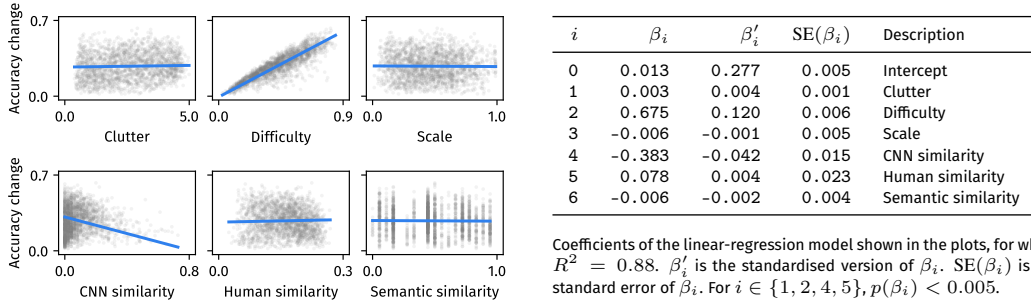 Accuracy change
0.7
0.0
0.0
5.0
Clutter
0.0
0.9
Difficulty
0.0
1.0
Scale
Accuracy change
0.7
0.0
0.0
0.8
CNN similarity
0.0
0.3
Human similarity
0.0
1.0
Semantic similarity
i βᵢ β′ᵢ SE(βᵢ) Description
0 0.013 0.277 0.005 Intercept
1 0.003 0.004 0.001 Clutter
2 0.675 0.120 0.006 Difficulty
3 -0.006 -0.001 0.005 Scale
4 -0.383 -0.042 0.015 CNN similarity
5 0.078 0.004 0.023 Human similarity
6 -0.006 -0.002 0.004 Semantic similarity
Coefficients of the linear-regression model shown in the plots, for
R² = 0.88. β′ᵢ is the standardised version of βᵢ. SE(βᵢ) is
standard error of βᵢ. For i ∈ {1, 2, 4, 5}, p(βᵢ) < 0.005.